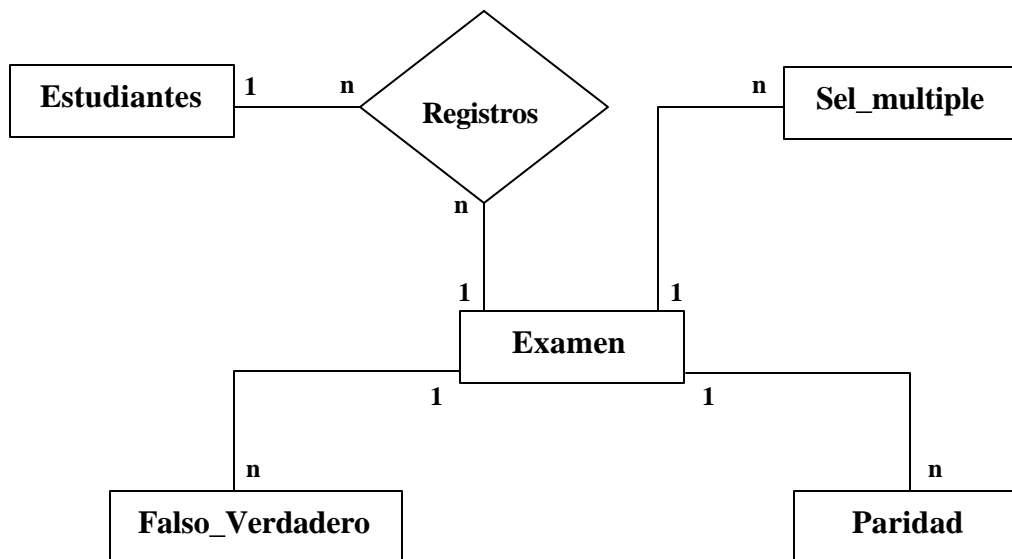 Estudiantes
1
n
Registros
n
Sel_multiple
n
1
1
Examen
1
1
n
n
Falso_Verdadero
Paridad